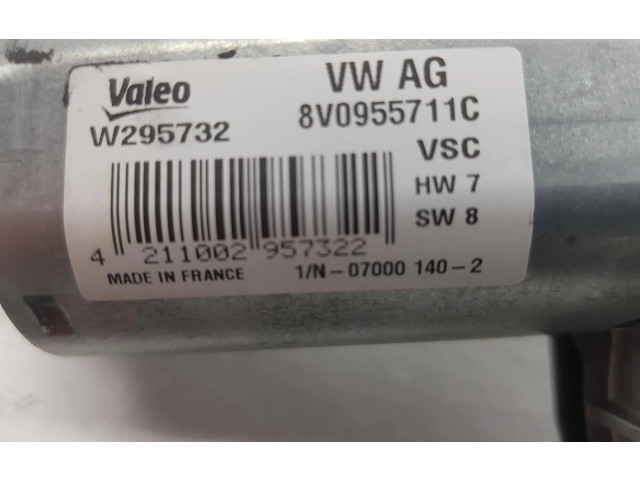 Valeo
VW AG
W295732
8V0955711C
VSC
HW 7
SW 8
4 211002 957322
MADE IN FRANCE
1/N-07000 140-2